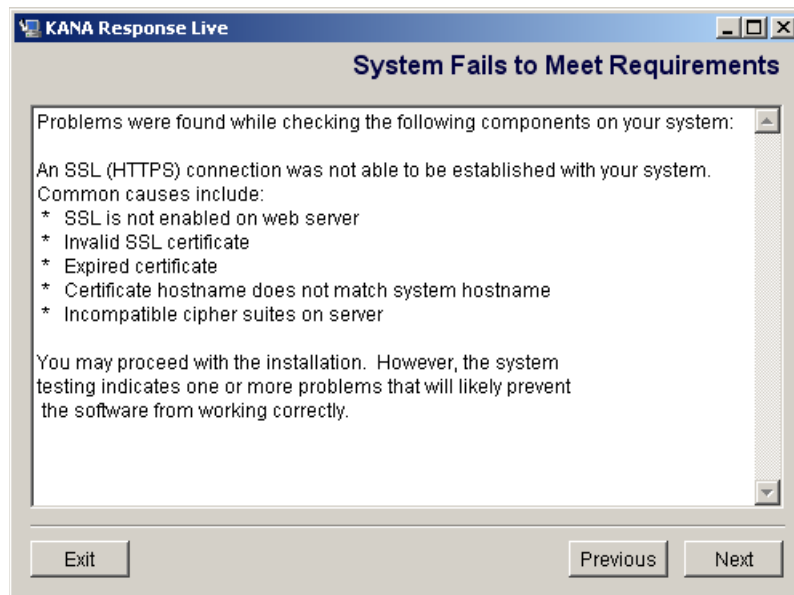 KANA Response Live
System Fails to Meet Requirements
Problems were found while checking the following components on your system:
An SSL (HTTPS) connection was not able to be established with your system.
Common causes include:
* SSL is not enabled on web server
* Invalid SSL certificate
* Expired certificate
* Certificate hostname does not match system hostname
* Incompatible cipher suites on server
You may proceed with the installation. However, the system
testing indicates one or more problems that will likely prevent
the software from working correctly.
Exit Previous Next